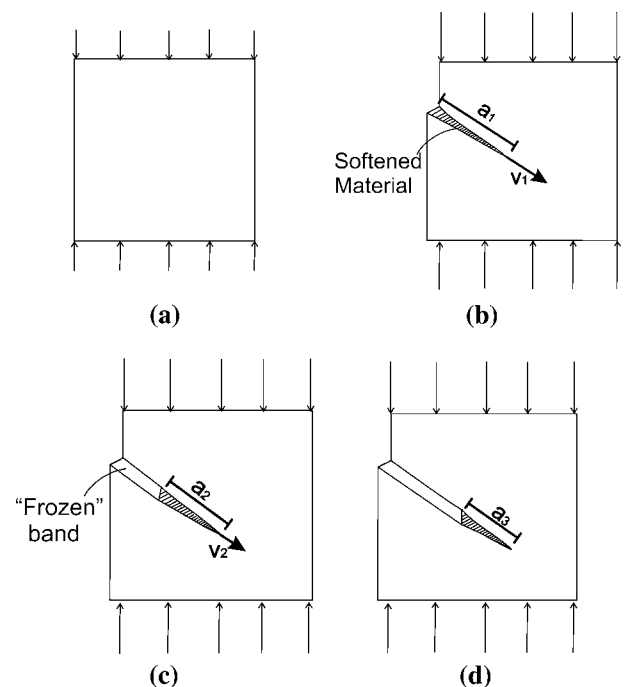 (a)
a1
Softened
Material
v1
(b)
"Frozen"
band
a2
v2
(c)
a3
(d)